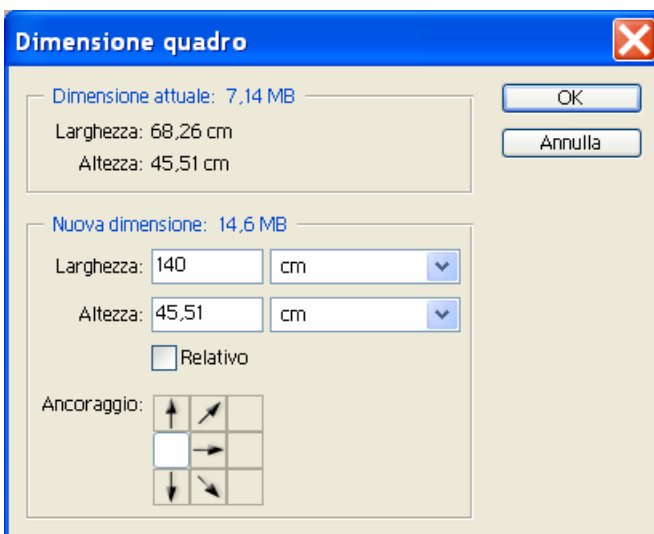 Dimensione quadro
Dimensione attuale: 7,14 MB
OK
Larghezza: 68,26 cm
Annulla
Altezza: 45,51 cm
Nuova dimensione: 14,6 MB
Larghezza: 140 cm
Altezza: 45,51 cm
Relativo
Ancoraggio: